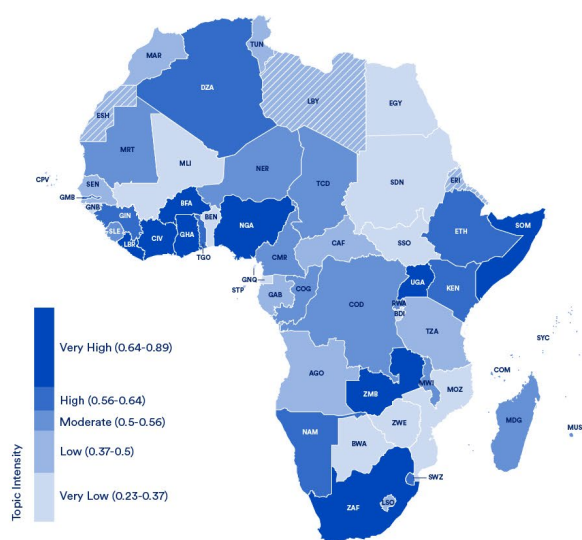 MAR
TUN
DZA
LBY
EGY
ESH
MRT
MLI
NER
TCD
SDN
ERI
CPV
SEN
GMB
GNB
GIN
BFA
BEN
NGA
SLE
LBR
CIV
GHA
TGO
CMR
CAF
SSO
ETH
SOM
GNQ
STP
GAB
COG
COD
UGA
KEN
RWA
BDI
TZA
SYC
COM
AGO
ZMB
MWI
MOZ
MDG
MUS
NAM
BWA
ZWE
SWZ
ZAF
LSO
Topic Intensity
Very High (0.64-0.89)
High (0.56-0.64)
Moderate (0.5-0.56)
Low (0.37-0.5)
Very Low (0.23-0.37)